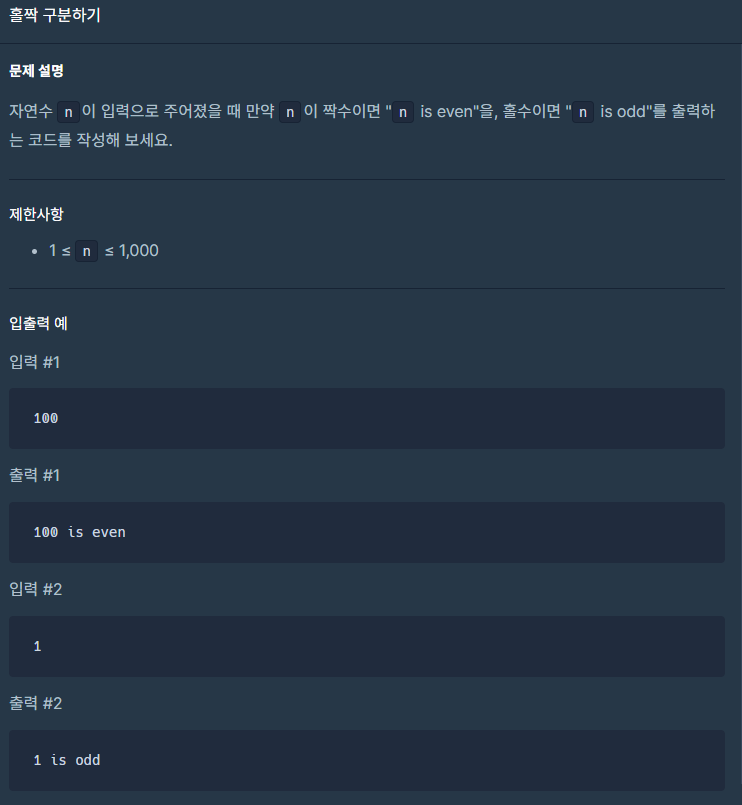 홀짝 구분하기
문제 설명
자연수 n 이 입력으로 주어졌을 때 만약 n 이 짝수이면 "n is even"을, 홀수이면 "n is odd"를 출력하
는 코드를 작성해 보세요.
제한사항
• 1 ≤ n ≤ 1,000
입출력 예
입력 #1
100
출력 #1
100 is even
입력 #2
1
출력 #2
1 is odd